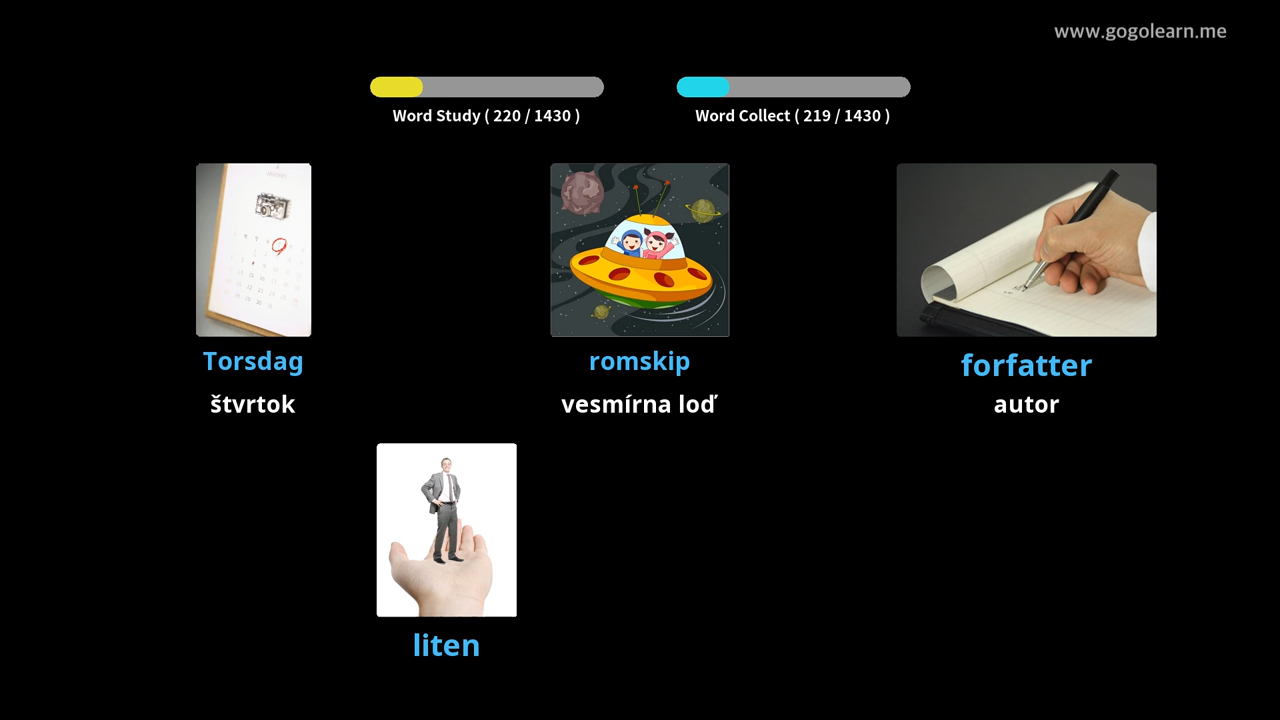 www.gogolearn.me
Word Study ( 220 / 1430 )
Word Collect ( 219 / 1430 )
Torsdag
romskip
forfatter
štvrtok
vesmírna loď
autor
liten